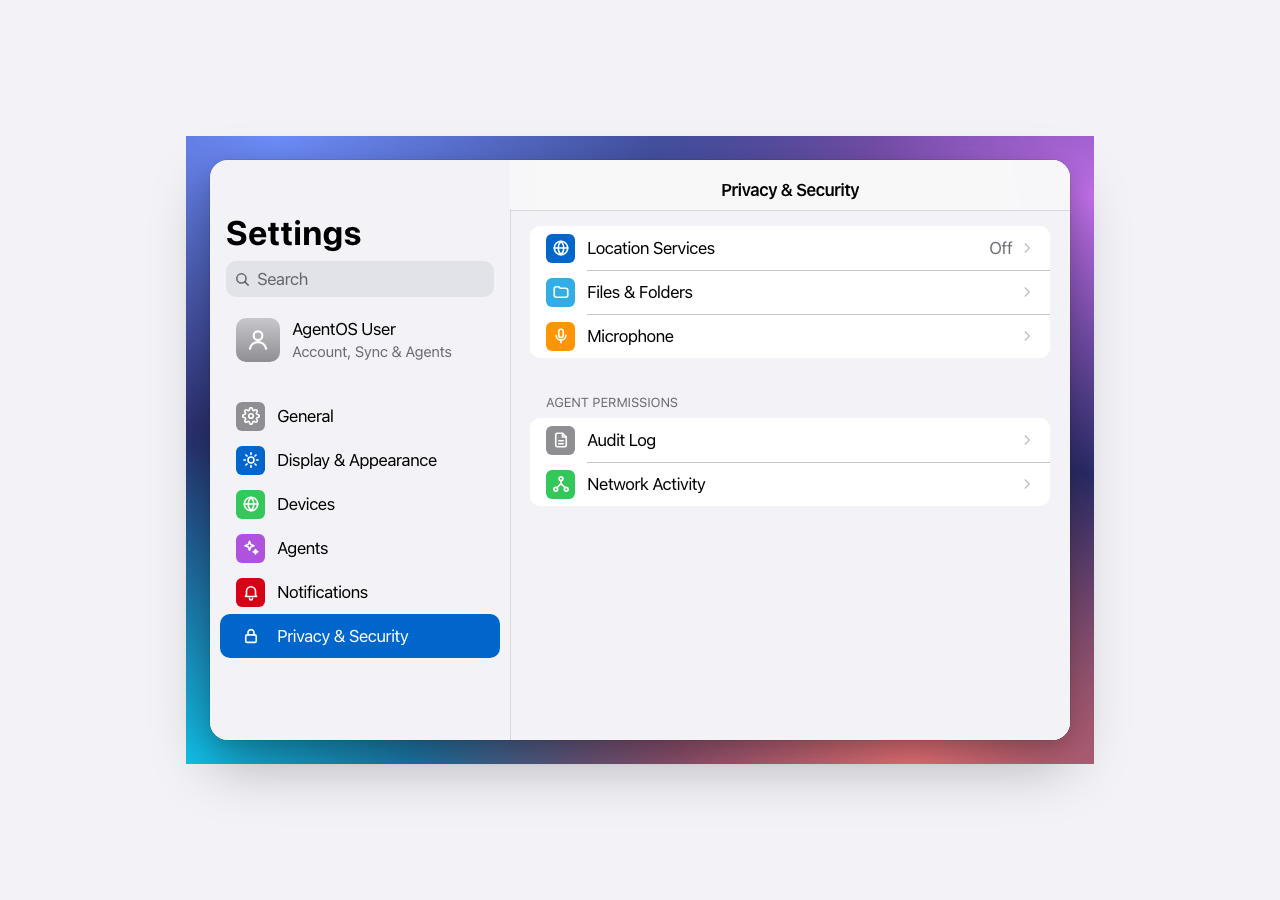 Settings
Search
AgentOS User
Account, Sync & Agents
General
Display & Appearance
Devices
Agents
Notifications
Privacy & Security
Privacy & Security
Location Services Off
Files & Folders
Microphone
AGENT PERMISSIONS
Audit Log
Network Activity